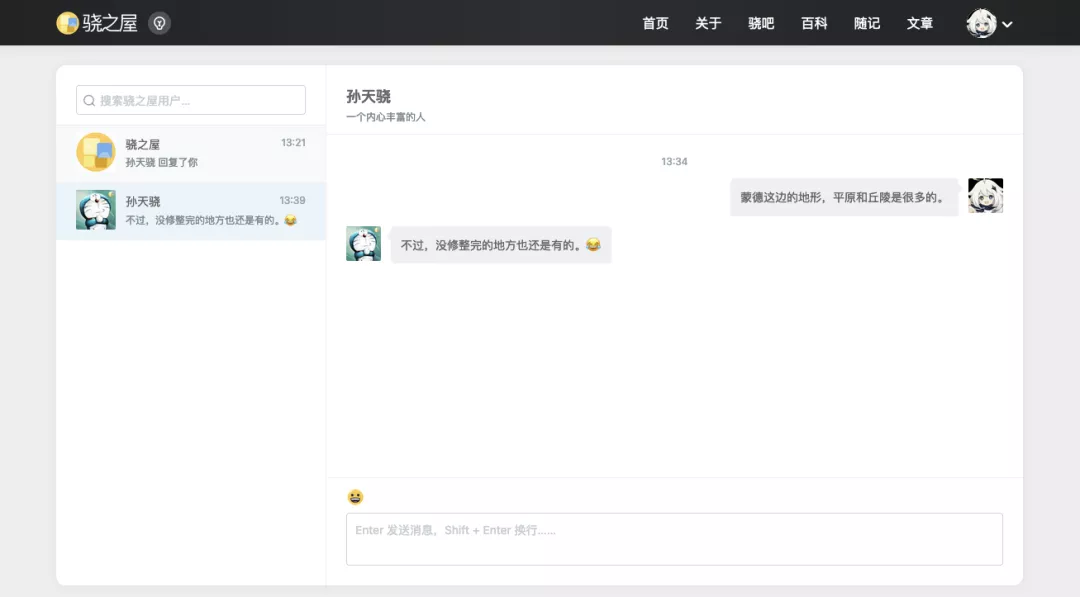 骁之屋
首页 关于 骁吧 百科 随记 文章
搜索骁之屋用户...
骁之屋 13:21
孙天骁 回复了你
孙天骁 13:39
不过，没修整完的地方也还是有的。😂
孙天骁
一个内心丰富的人
13:34
蒙德这边的地形，平原和丘陵是很多的。
不过，没修整完的地方也还是有的。😂
Enter 发送消息，Shift + Enter 换行......